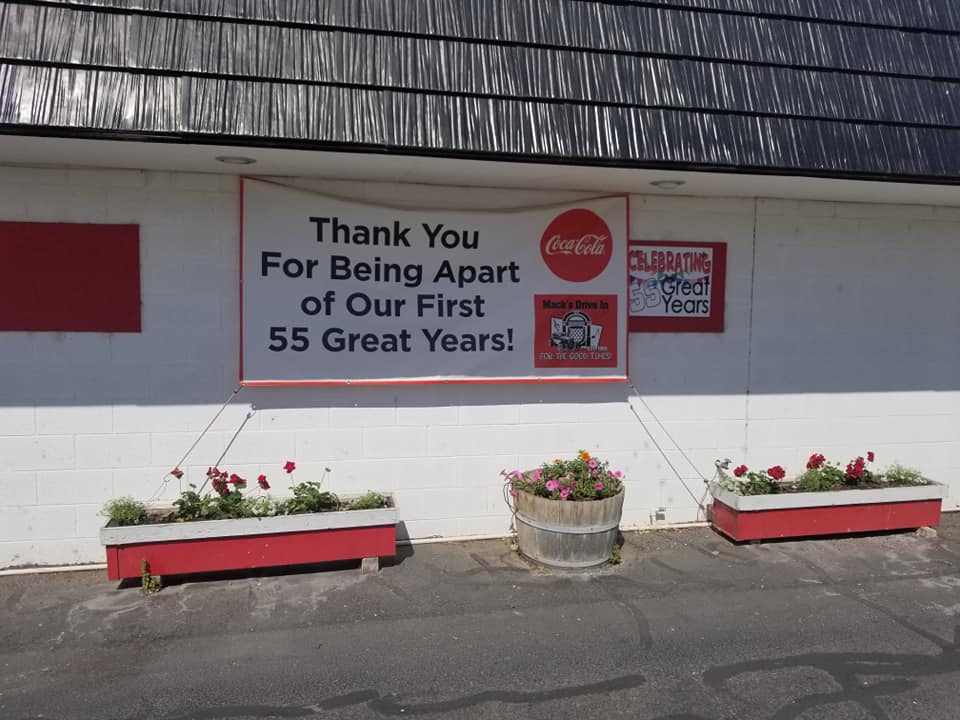 Thank You
For Being Apart
of Our First
55 Great Years!
Coca-Cola
Mack's Drive In
FOR THE GOOD TIMES!
CELEBRATING
55 Great
Years